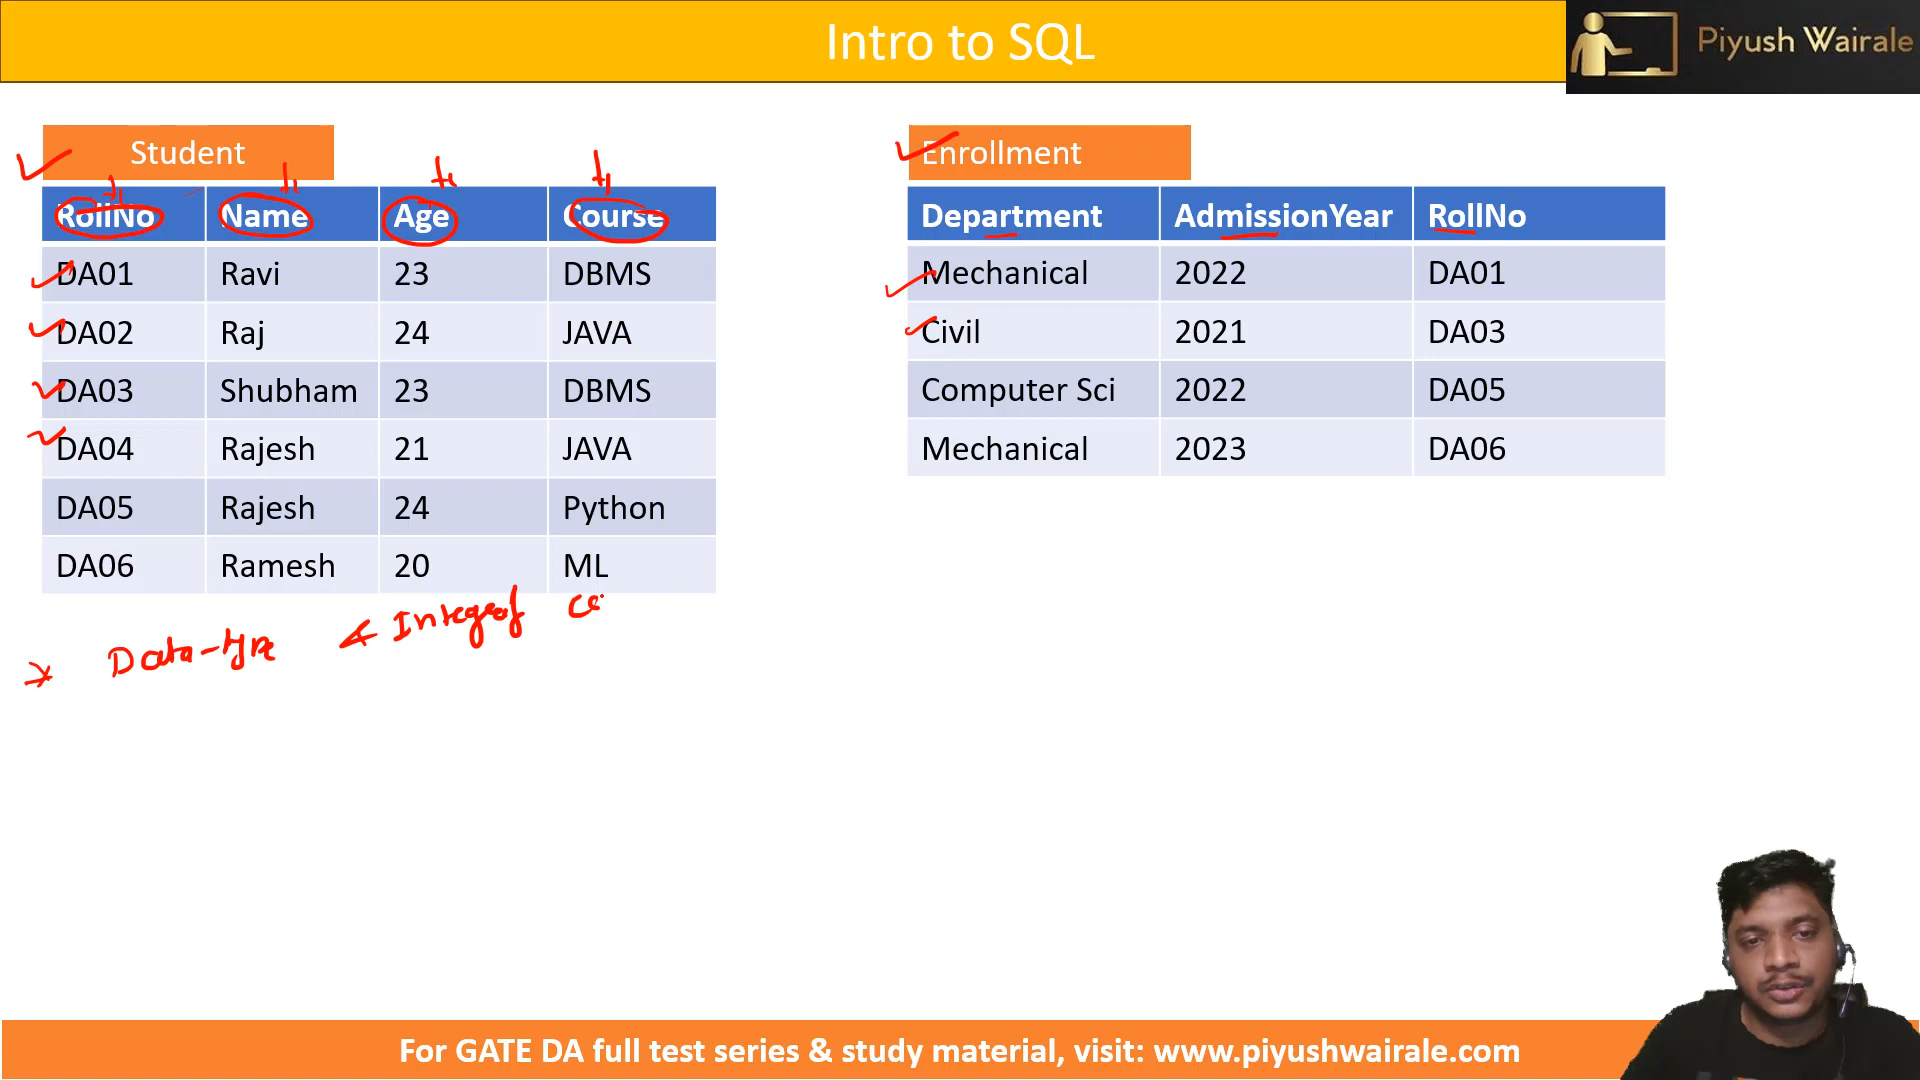 Intro to SQL
Piyush Wairale
Student
RollNo Name Age Course
DA01 Ravi 23 DBMS
DA02 Raj 24 JAVA
DA03 Shubham 23 DBMS
DA04 Rajesh 21 JAVA
DA05 Rajesh 24 Python
DA06 Ramesh 20 ML
Data-type Integer
Enrollment
Department AdmissionYear RollNo
Mechanical 2022 DA01
Civil 2021 DA03
Computer Sci 2022 DA05
Mechanical 2023 DA06
For GATE DA full test series & study material, visit: www.piyushwairale.com